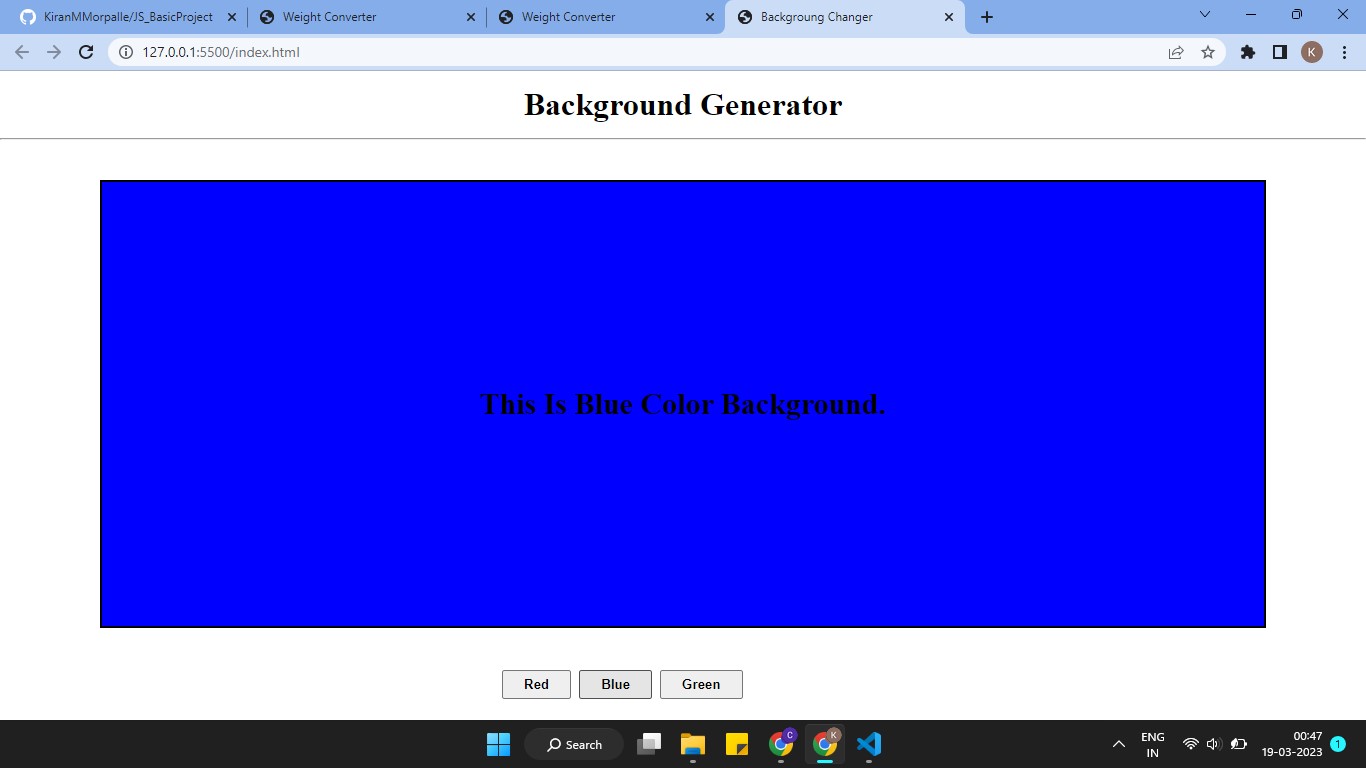 KiranMMorpalle/JS_BasicProject
Weight Converter
Weight Converter
Backgroung Changer
127.0.0.1:5500/index.html
K
Background Generator
This Is Blue Color Background.
Red
Blue
Green
Search
C
K
ENG
IN
00:47
19-03-2023
1